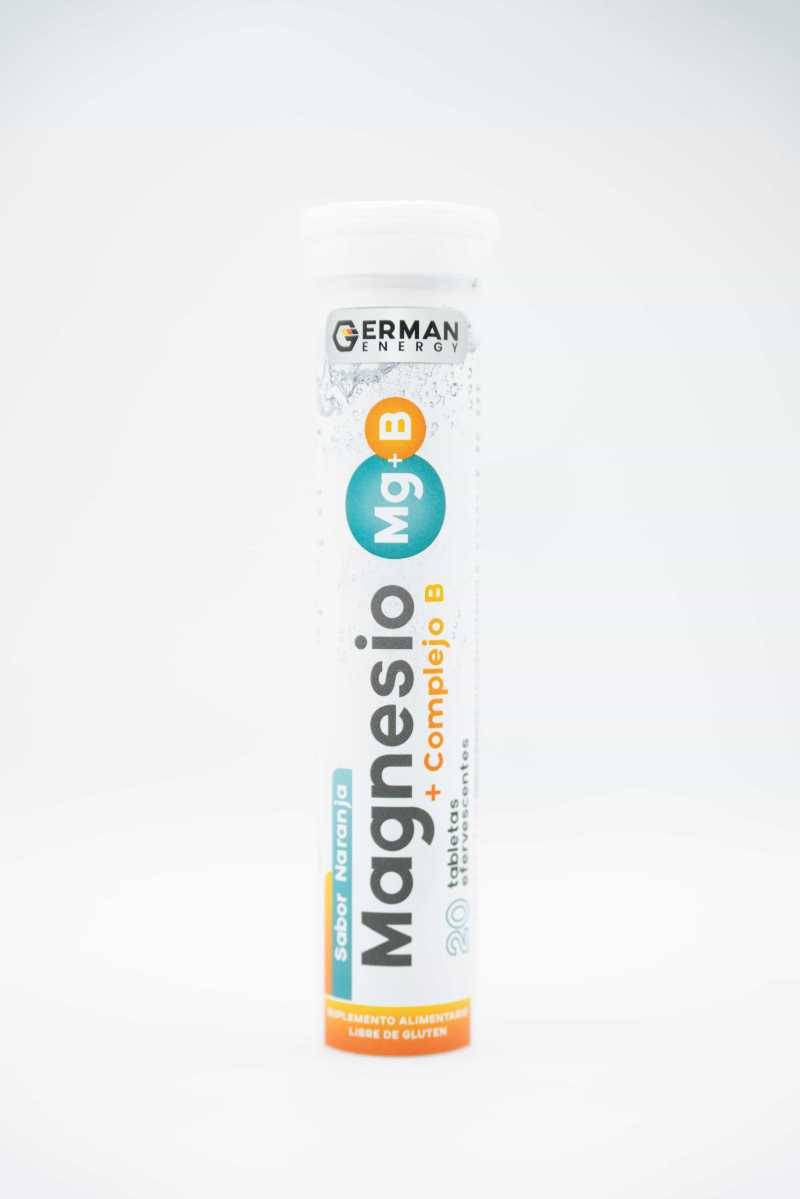 GERMAN
ENERGY
Mg+B
Magnesio
+ Complejo B
Sabor Naranja
20 tabletas
efervescentes
SUPLEMENTO ALIMENTARIO
LIBRE DE GLUTEN